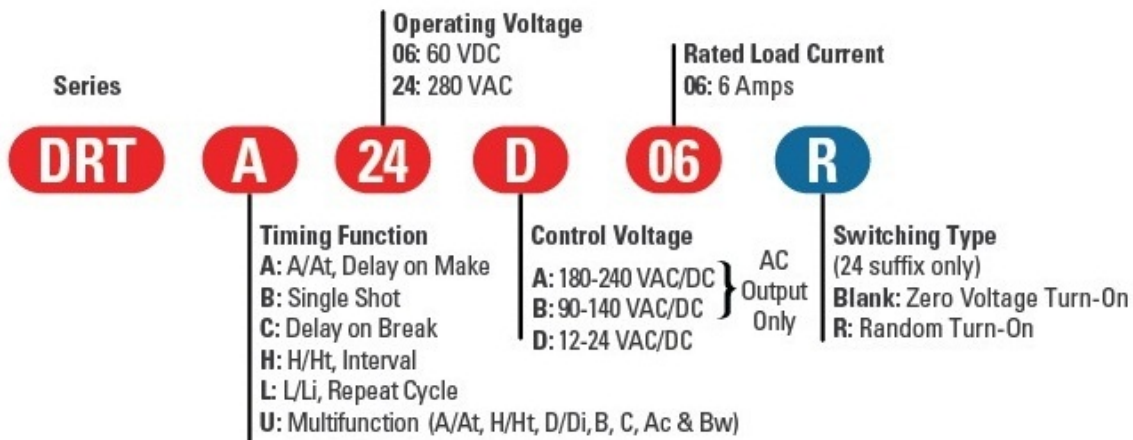 Operating Voltage
06: 60 VDC
24: 280 VAC
Rated Load Current
06: 6 Amps
Series
DRT A 24 D 06 R
Timing Function
A: A/At, Delay on Make
B: Single Shot
C: Delay on Break
H: H/Ht, Interval
L: L/Li, Repeat Cycle
U: Multifunction (A/At, H/Ht, D/Di, B, C, Ac & Bw)
Control Voltage
A: 180-240 VAC/DC
B: 90-140 VAC/DC
D: 12-24 VAC/DC
AC
Output
Only
Switching Type
(24 suffix only)
Blank: Zero Voltage Turn-On
R: Random Turn-On